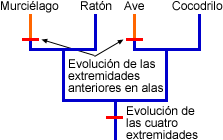 Murciélago Ratón Ave Cocodrilo
Evolución de las
extremidades
anteriores en alas
Evolución de
las cuatro
extremidades